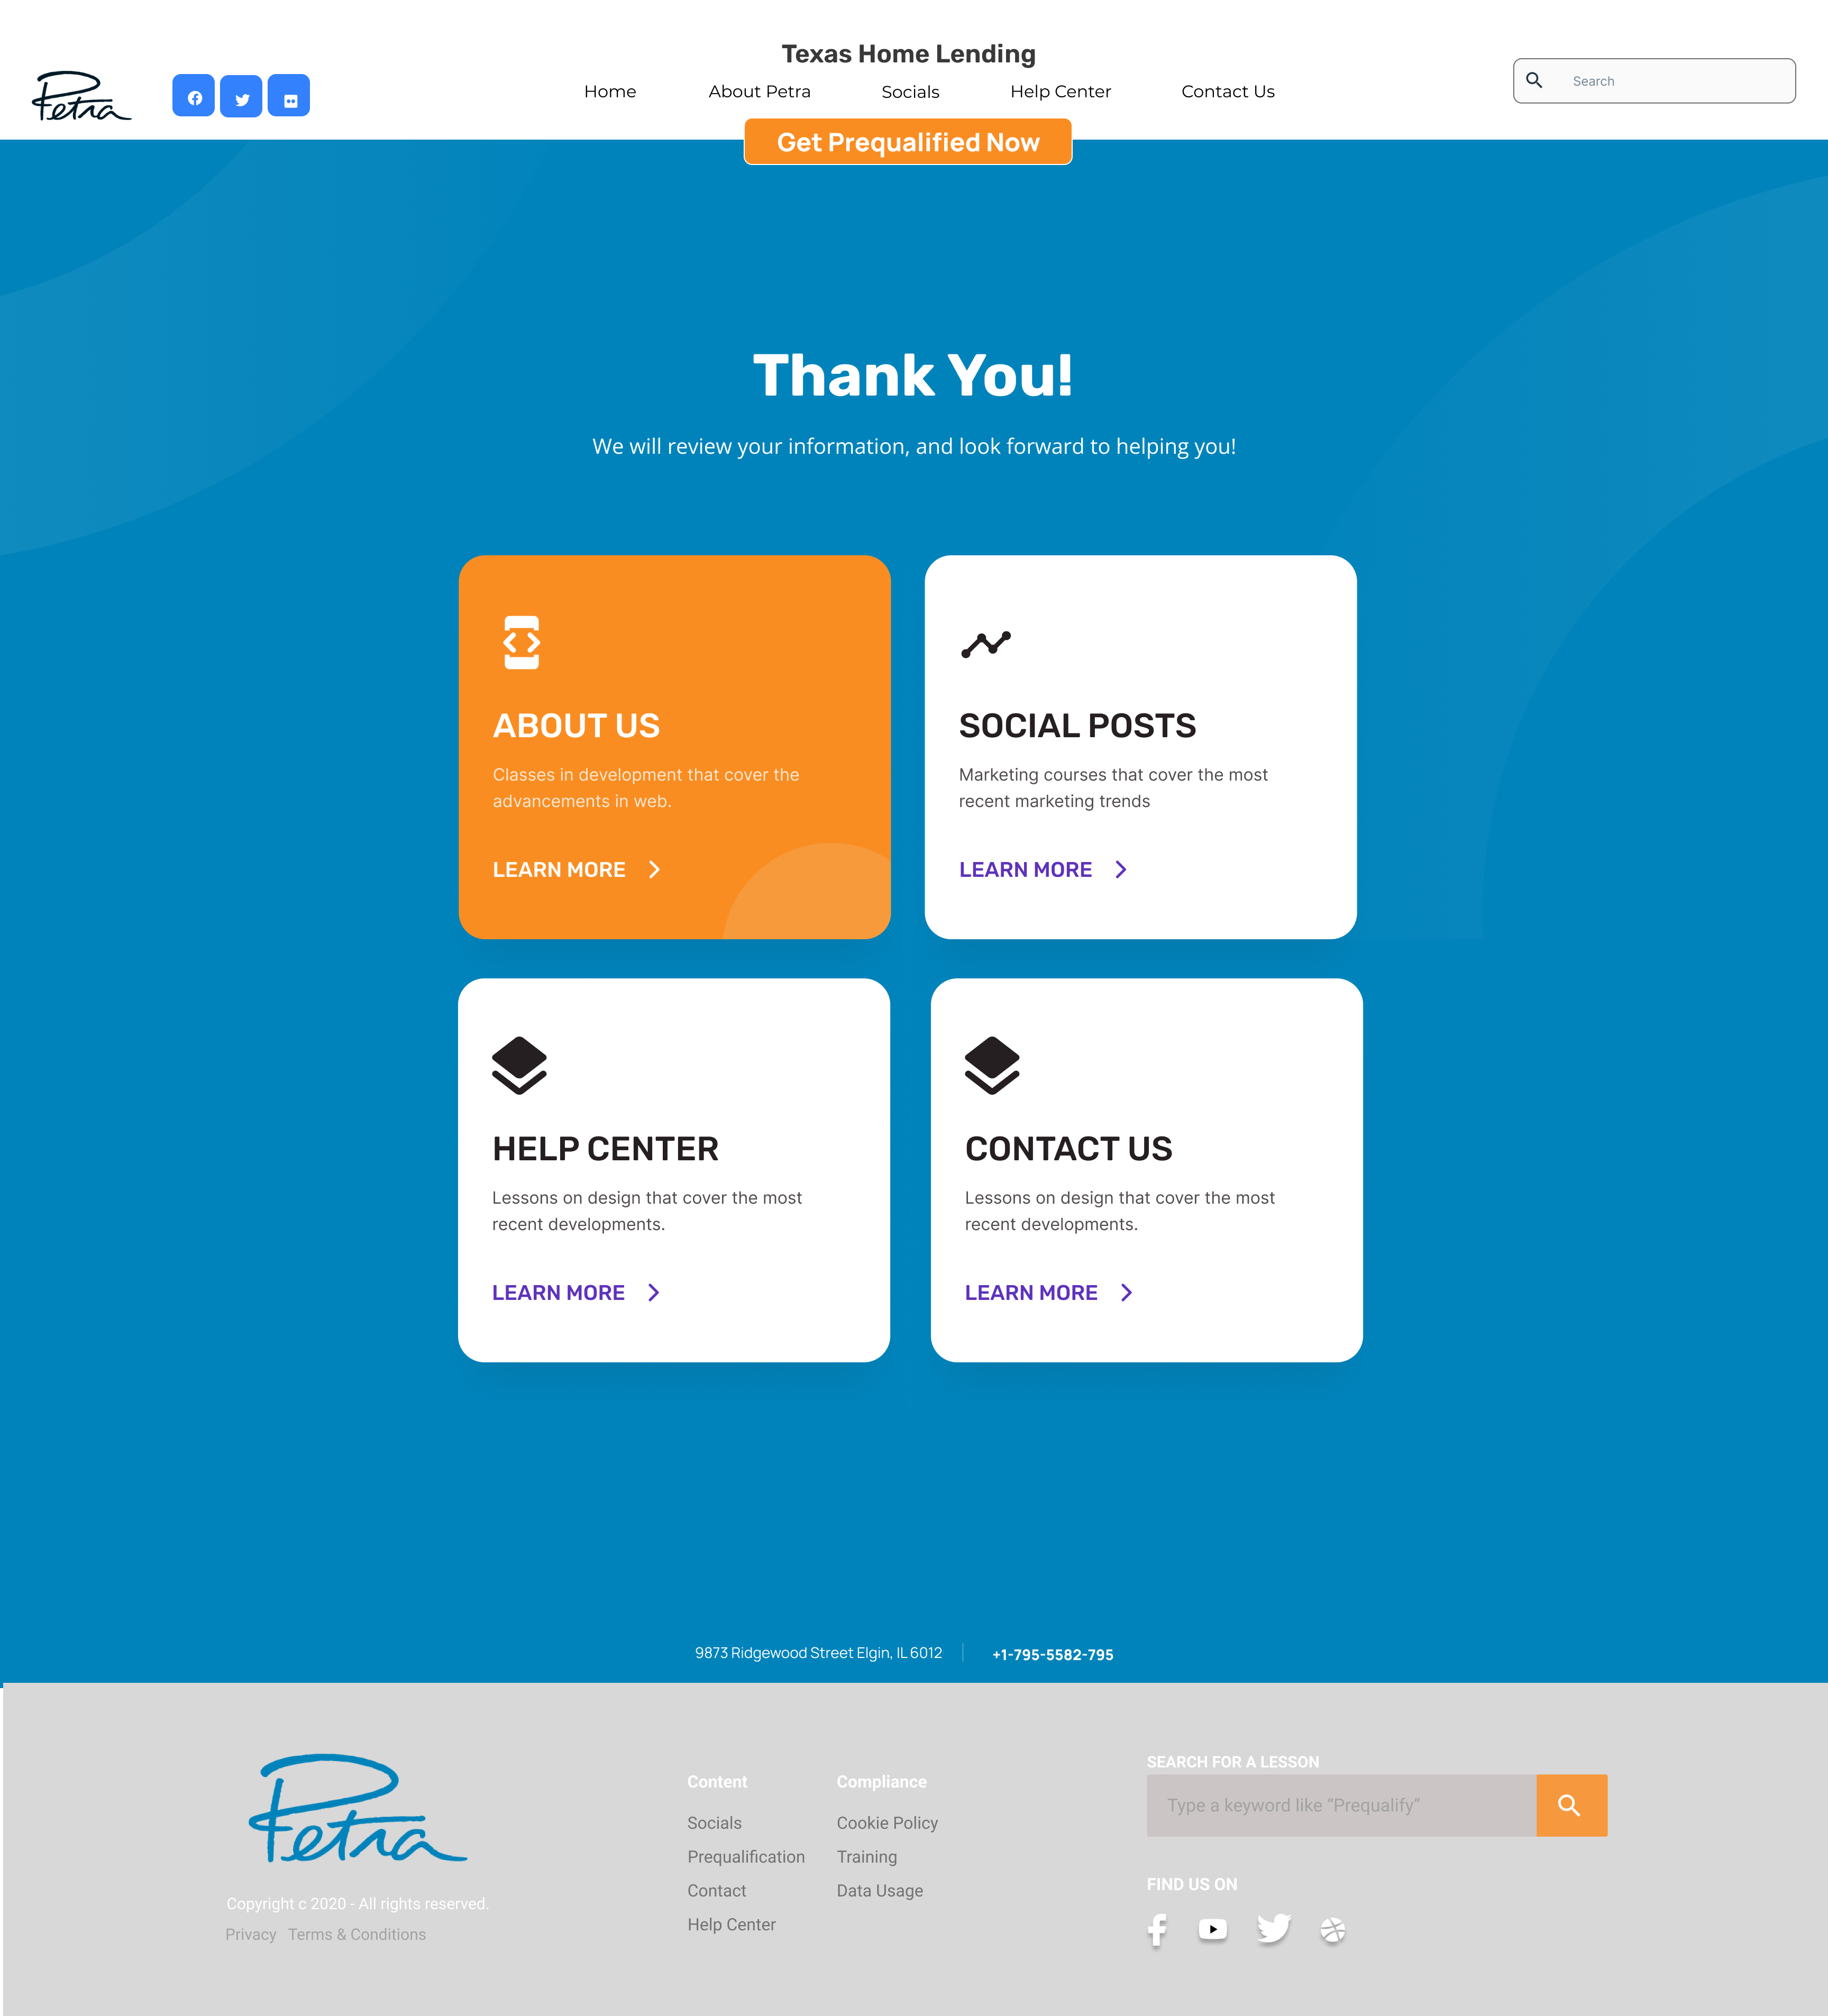 Texas Home Lending
Petra
Home About Petra Socials Help Center Contact Us
Search
Get Prequalified Now
Thank You!
We will review your information, and look forward to helping you!
ABOUT US
Classes in development that cover the
advancements in web.
LEARN MORE
SOCIAL POSTS
Marketing courses that cover the most
recent marketing trends
LEARN MORE
HELP CENTER
Lessons on design that cover the most
recent developments.
LEARN MORE
CONTACT US
Lessons on design that cover the most
recent developments.
LEARN MORE
9873 Ridgewood Street Elgin, IL 6012
+1-795-5582-795
Petra
Copyright c 2020 - All rights reserved.
Privacy Terms & Conditions
Content
Socials
Prequalification
Contact
Help Center
Compliance
Cookie Policy
Training
Data Usage
SEARCH FOR A LESSON
Type a keyword like “Prequalify”
FIND US ON